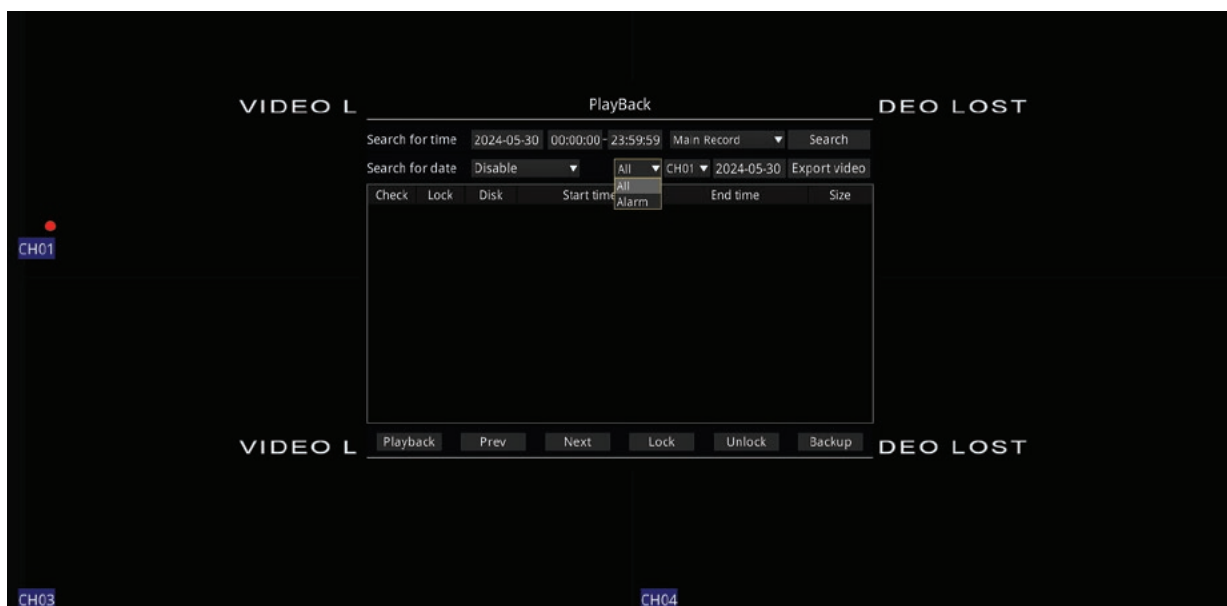 VIDEO L PlayBack DEO LOST
Search for time 2024-05-30 00:00:00 - 23:59:59 Main Record Search
Search for date Disable All CH01 2024-05-30 Export video
All
Check Lock Disk Start time End time Size
Alarm
CH01
VIDEO L Playback Prev Next Lock Unlock Backup DEO LOST
CH03 CH04